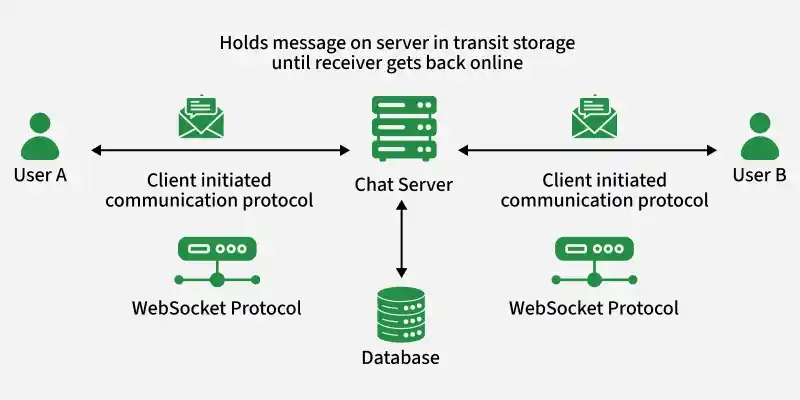 Holds message on server in transit storage
until receiver gets back online
User A
Client initiated
communication protocol
Chat Server
Client initiated
communication protocol
User B
WebSocket Protocol
WebSocket Protocol
Database